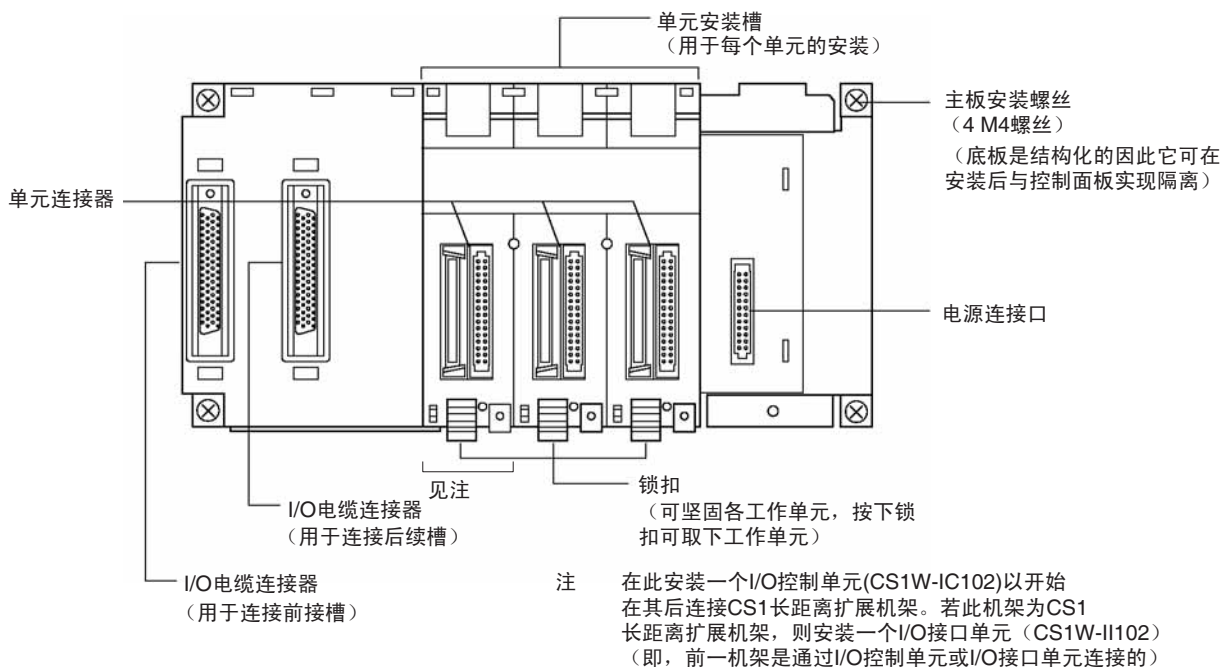 单元安装槽
（用于每个单元的安装）
主板安装螺丝
（4 M4螺丝）
（底板是结构化的因此它可在
安装后与控制面板实现隔离）
单元连接器
电源连接口
见注
锁扣
（可坚固各工作单元，按下锁
扣可取下工作单元）
I/O电缆连接器
（用于连接后续槽）
I/O电缆连接器
（用于连接前接槽）
注 在此安装一个I/O控制单元(CS1W-IC102)以开始
在其后连接CS1长距离扩展机架。若此机架为CS1
长距离扩展机架，则安装一个I/O接口单元（CS1W-II102）
（即，前一机架是通过I/O控制单元或I/O接口单元连接的）